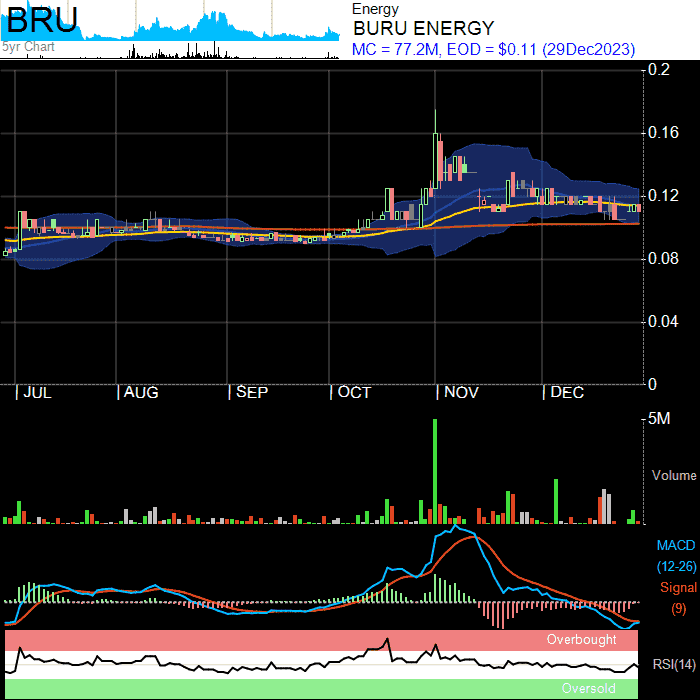 BRU
5yr Chart
Energy
BURU ENERGY
MC = 77.2M, EOD = $0.11 (29Dec2023)
0.2
0.16
0.12
0.08
0.04
0
JUL AUG SEP OCT NOV DEC
5M
Volume
MACD
(12-26)
Signal
(9)
Overbought
RSI(14)
Oversold